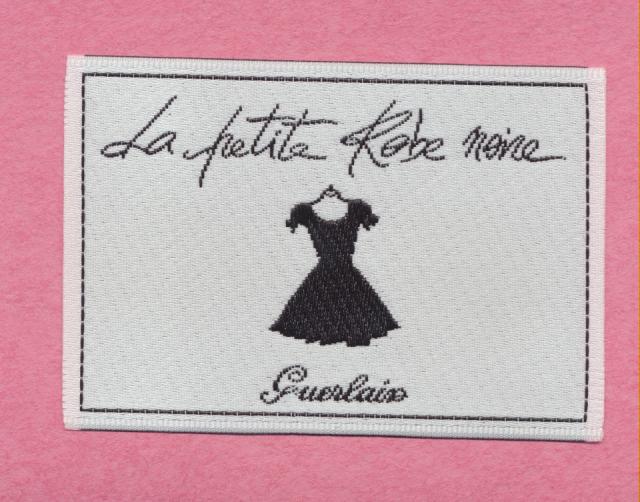 La petite Robe noire
Guerlain